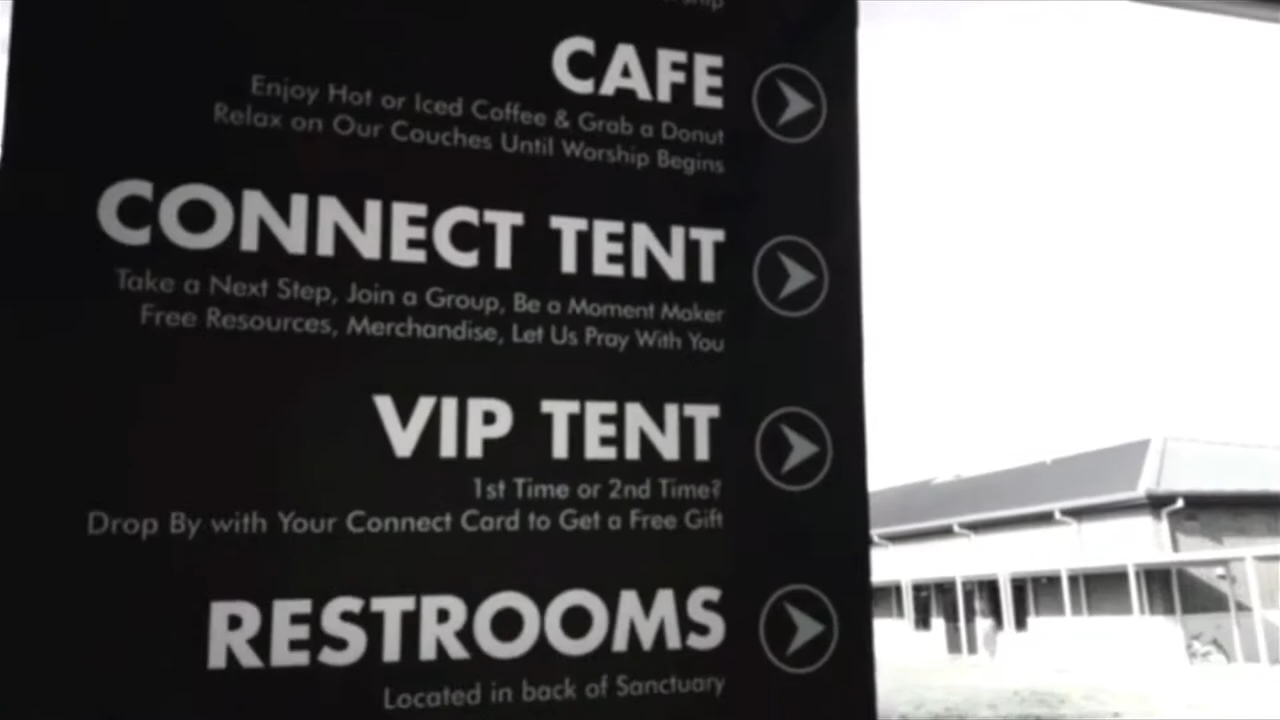 CAFE
Enjoy Hot or Iced Coffee & Grab a Donut
Relax on Our Couches Until Worship Begins
CONNECT TENT
Take a Next Step, Join a Group, Be a Moment Maker
Free Resources, Merchandise, Let Us Pray With You
VIP TENT
1st Time or 2nd Time?
Drop By with Your Connect Card to Get a Free Gift
RESTROOMS
Located in back of Sanctuary